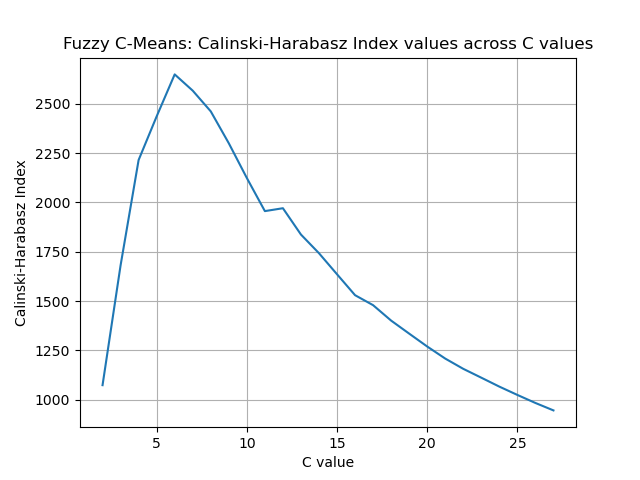 Fuzzy C-Means: Calinski-Harabasz Index values across C values
2500
2250
2000
1750
1500
1250
1000
Calinski-Harabasz Index
5 10 15 20 25
C value